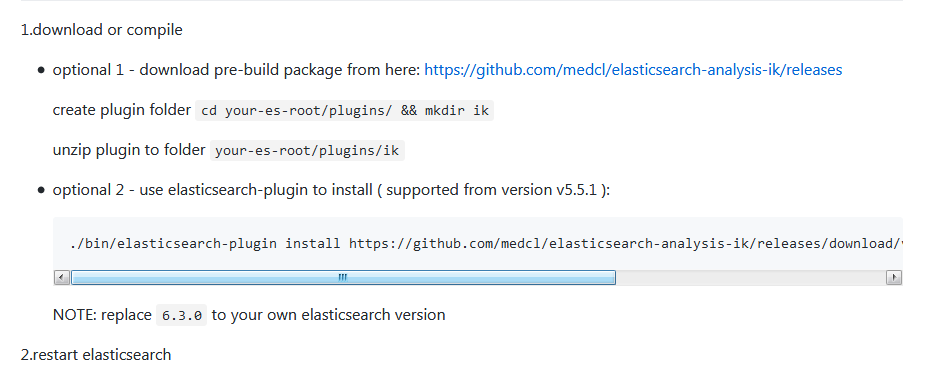 1.download or compile
optional 1 - download pre-build package from here: https://github.com/medcl/elasticsearch-analysis-ik/releases
create plugin folder cd your-es-root/plugins/ && mkdir ik
unzip plugin to folder your-es-root/plugins/ik
optional 2 - use elasticsearch-plugin to install ( supported from version v5.5.1 ):
./bin/elasticsearch-plugin install https://github.com/medcl/elasticsearch-analysis-ik/releases/download/
NOTE: replace 6.3.0 to your own elasticsearch version
2.restart elasticsearch